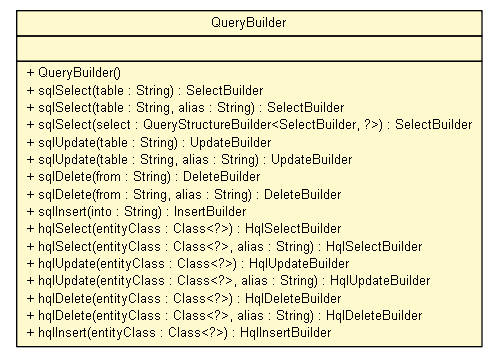 QueryBuilder
+ QueryBuilder()
+ sqlSelect(table : String) : SelectBuilder
+ sqlSelect(table : String, alias : String) : SelectBuilder
+ sqlSelect(select : QueryStructureBuilder<SelectBuilder, ?>) : SelectBuilder
+ sqlUpdate(table : String) : UpdateBuilder
+ sqlUpdate(table : String, alias : String) : UpdateBuilder
+ sqlDelete(from : String) : DeleteBuilder
+ sqlDelete(from : String, alias : String) : DeleteBuilder
+ sqlInsert(into : String) : InsertBuilder
+ hqlSelect(entityClass : Class<?>) : HqlSelectBuilder
+ hqlSelect(entityClass : Class<?>, alias : String) : HqlSelectBuilder
+ hqlUpdate(entityClass : Class<?>) : HqlUpdateBuilder
+ hqlUpdate(entityClass : Class<?>, alias : String) : HqlUpdateBuilder
+ hqlDelete(entityClass : Class<?>) : HqlDeleteBuilder
+ hqlDelete(entityClass : Class<?>, alias : String) : HqlDeleteBuilder
+ hqlInsert(entityClass : Class<?>) : HqlInsertBuilder